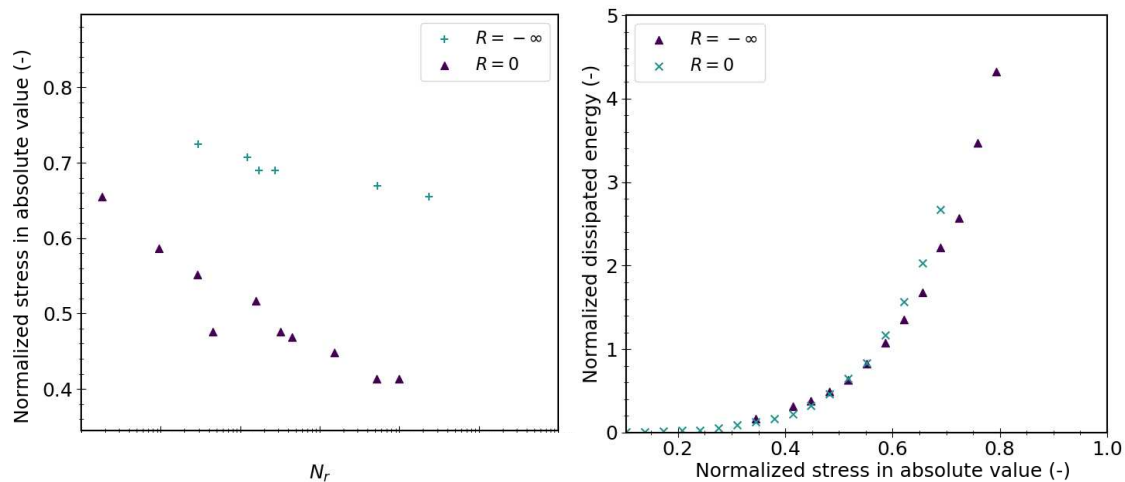 Normalized stress in absolute value (-)
0.8
0.7
0.6
0.5
0.4
R = −∞
R = 0
N_r
Normalized dissipated energy (-)
5
4
3
2
1
0
R = −∞
R = 0
0.2 0.4 0.6 0.8 1.0
Normalized stress in absolute value (-)